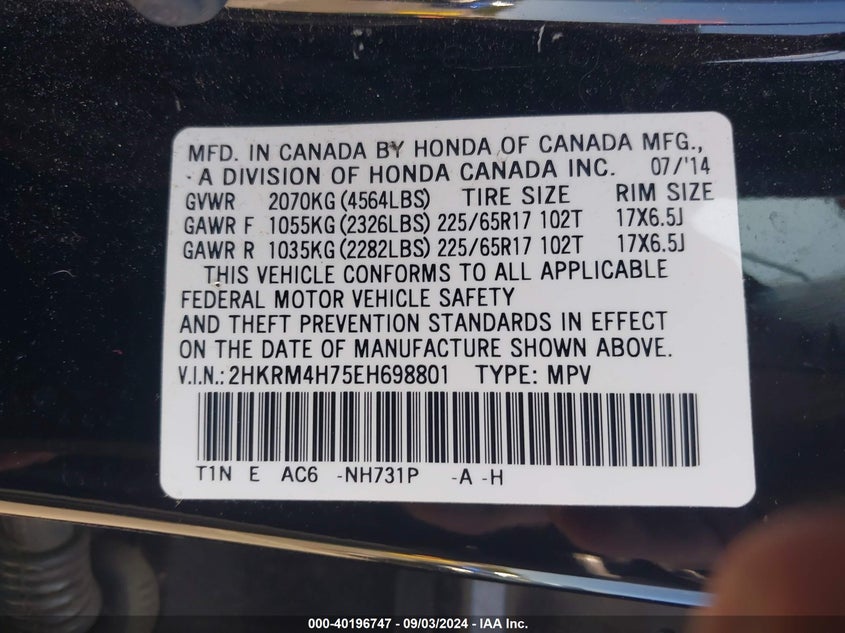 MFD. IN CANADA BY HONDA OF CANADA MFG.,
A DIVISION OF HONDA CANADA INC. 07/'14
GVWR 2070KG (4564LBS) TIRE SIZE RIM SIZE
GAWR F 1055KG (2326LBS) 225/65R17 102T 17X6.5J
GAWR R 1035KG (2282LBS) 225/65R17 102T 17X6.5J
THIS VEHICLE CONFORMS TO ALL APPLICABLE
FEDERAL MOTOR VEHICLE SAFETY
AND THEFT PREVENTION STANDARDS IN EFFECT
ON THE DATE OF MANUFACTURE SHOWN ABOVE.
V.I.N.: 2HKRM4H75EH698801 TYPE: MPV
T1N E AC6 -NH731P -A -H
000-40196747 - 09/03/2024 - IAA Inc.